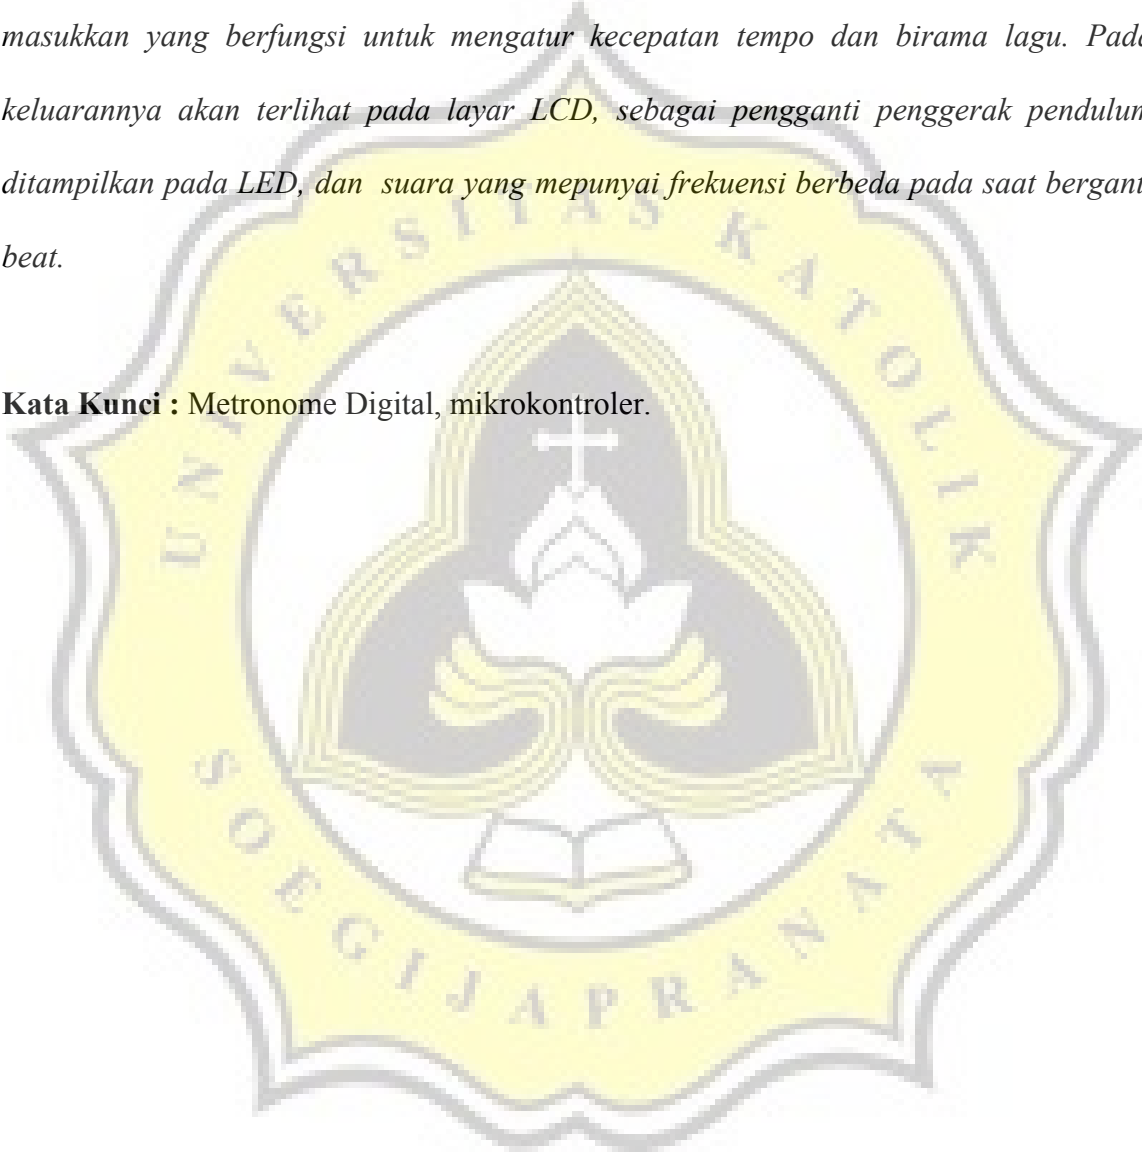 masukkan yang berfungsi untuk mengatur kecepatan tempo dan birama lagu. Pada
keluarannya akan terlihat pada layar LCD, sebagai pengganti penggerak pendulum
ditampilkan pada LED, dan suara yang mepunyai frekuensi berbeda pada saat bergant
beat.
Kata Kunci : Metronome Digital, mikrokontroler.
UNIVERSITAS KATOLIK
SOEGIJAPRANATA